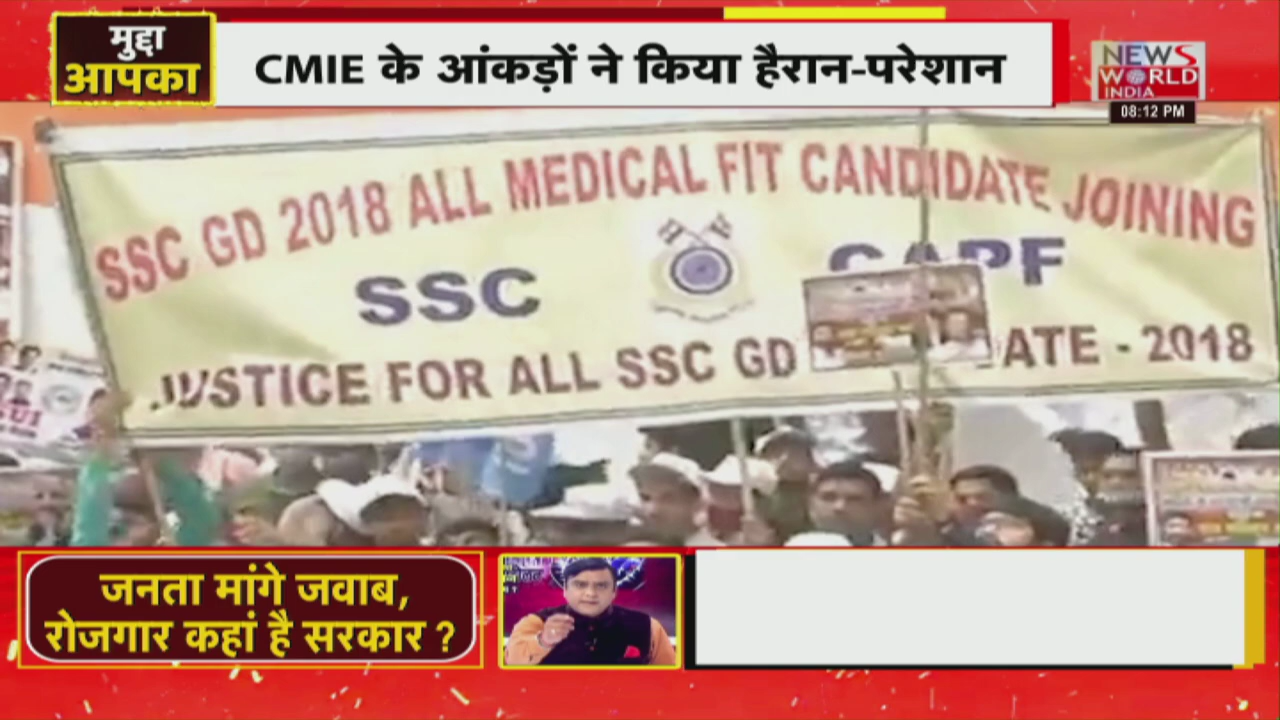 मुद्दा
आपका
CMIE के आंकड़ों ने किया हैरान-परेशान
NEWS
WORLD
INDIA
08:12 PM
SSC GD 2018 ALL MEDICAL FIT CANDIDATE JOINING
SSC CAPF
JUSTICE FOR ALL SSC GD ATE - 2018
जनता मांगे जवाब,
रोजगार कहां है सरकार ?